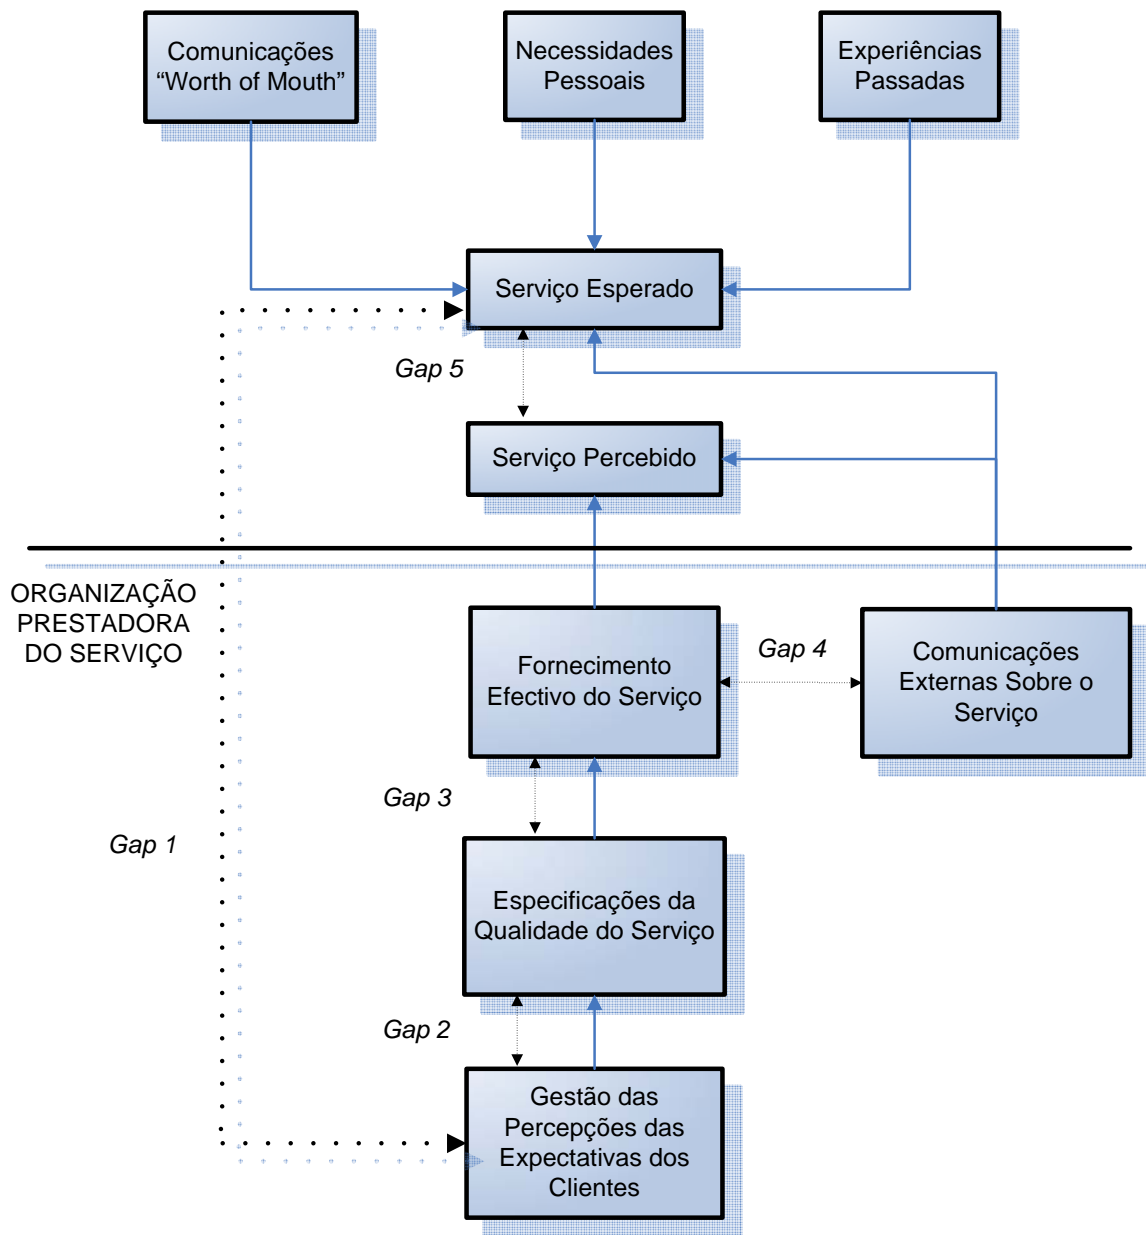 Comunicações
“Worth of Mouth”
Necessidades
Pessoais
Experiências
Passadas
Serviço Esperado
Gap 5
Serviço Percebido
ORGANIZAÇÃO
PRESTADORA
DO SERVIÇO
Fornecimento
Efectivo do Serviço
Gap 4
Comunicações
Externas Sobre o
Serviço
Gap 3
Gap 1
Especificações da
Qualidade do Serviço
Gap 2
Gestão das
Percepções das
Expectativas dos
Clientes